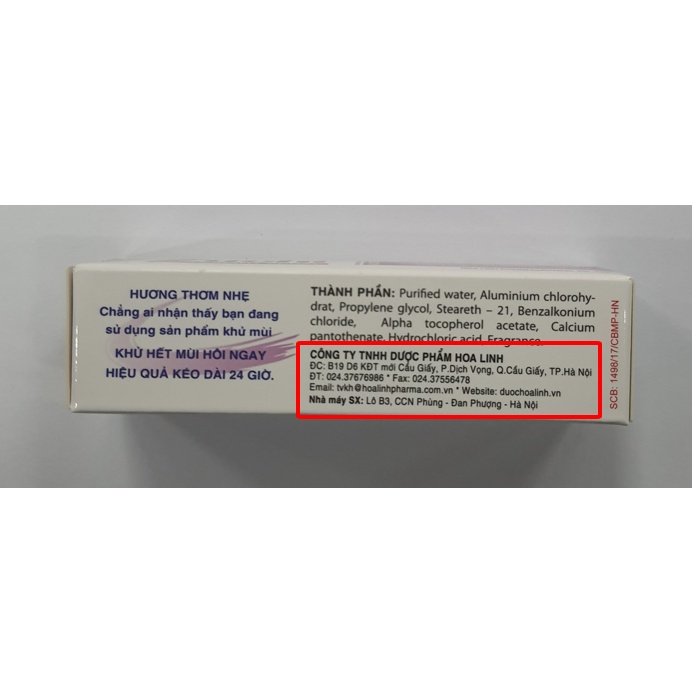 HƯƠNG THƠM NHẸ
Chẳng ai nhận thấy bạn đang
sử dụng sản phẩm khử mùi
KHỬ HẾT MÙI HÔI NGAY
HIỆU QUẢ KÉO DÀI 24 GIỜ.
THÀNH PHẦN: Purified water, Aluminium chlorohy-
drat, Propylene glycol, Steareth – 21, Benzalkonium
chloride, Alpha tocopherol acetate, Calcium
pantothenate, Hydrochloric acid, Fragrance.
CÔNG TY TNHH DƯỢC PHẨM HOA LINH
ĐC: B19 D6 KĐT mới Cầu Giấy, P.Dịch Vọng, Q.Cầu Giấy, TP.Hà Nội
ĐT: 024.37676986 * Fax: 024.37556478
Email: tvkh@hoalinhpharma.com.vn * Website: duochoalinh.vn
Nhà máy SX: Lô B3, CCN Phùng - Đan Phượng - Hà Nội
SCB: 1498/17/CBMP-HN